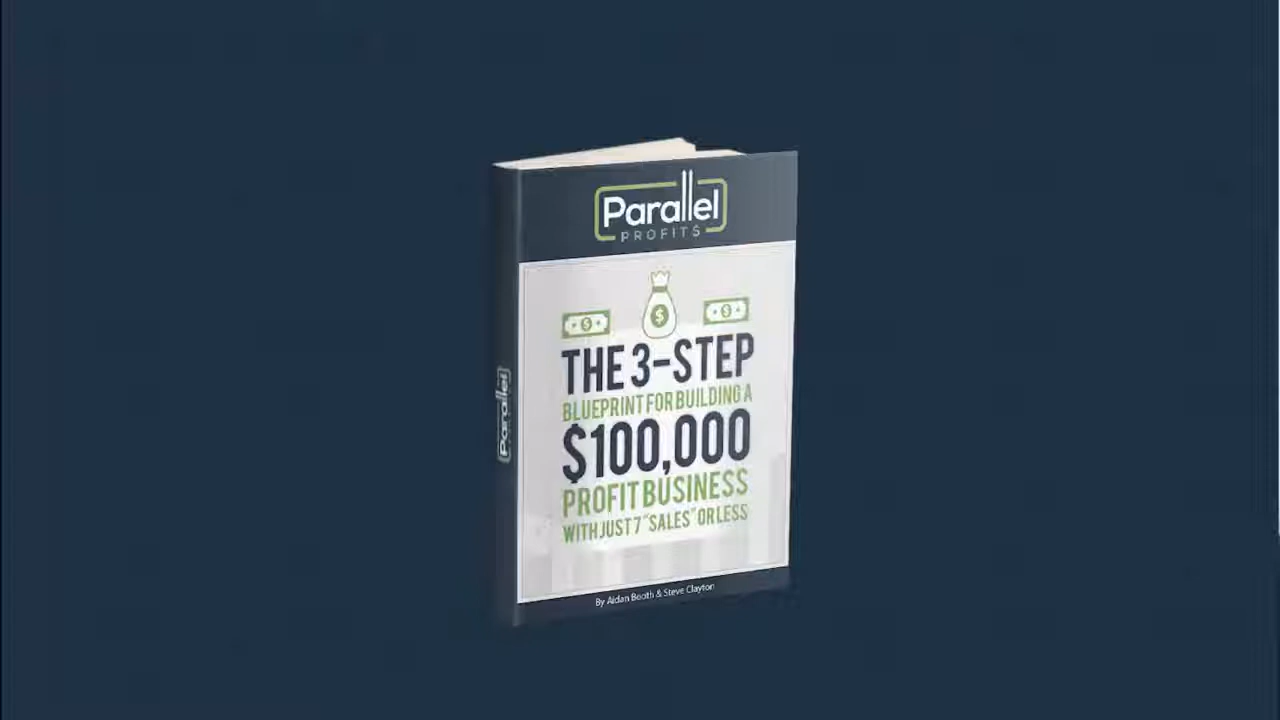 Parallel
PROFITS
THE 3-STEP
BLUEPRINT FOR BUILDING A
$100,000
PROFIT BUSINESS
WITH JUST 7 "SALES" OR LESS
By Aidan Booth & Steve Clayton
Parallel